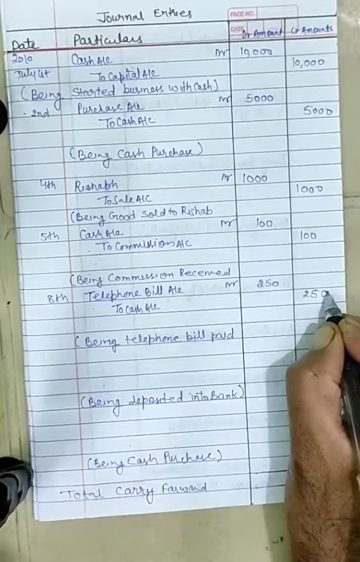 Journal Entries
PAGE NO.
Date Particulars Dr Amount Cr Amounts
2010 Cash A/c Dr 10,000
July 1st To Capital A/c 10,000
(Being Started business with cash)
2nd Purchase A/c Dr 5000
To Cash A/c 5000
(Being Cash Purchase)
4th Rishabh Dr 1000
To Sale A/C 1000
(Being Good Sold to Rishab
5th Cash A/c Dr 100
To Commission A/C 100
(Being Commission Received
8th Telephone Bill A/c Dr 250
To Cash A/c 250
(Being telephone bill paid
(Being deposited into Bank)
(Being Cash Purchase)
Total Carry Farward